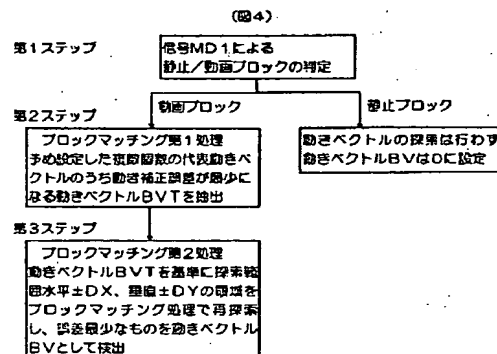 (図4)
第1ステップ
信号MD1による
静止/動画ブロックの判定
動画ブロック
静止ブロック
第2ステップ
ブロックマッチング第1処理
予め設定した複数個数の代表動きベ
クトルのうち動き補正誤差が最少に
なる動きベクトルBVTを抽出
動きベクトルの探索は行わず
動きベクトルBVは0に設定
第3ステップ
ブロックマッチング第2処理
動きベクトルBVTを基準に探索範
囲水平±DX、垂直±DYの領域を
ブロックマッチング処理で再探索
し、誤差最少なものを動きベクトル
BVとして検出